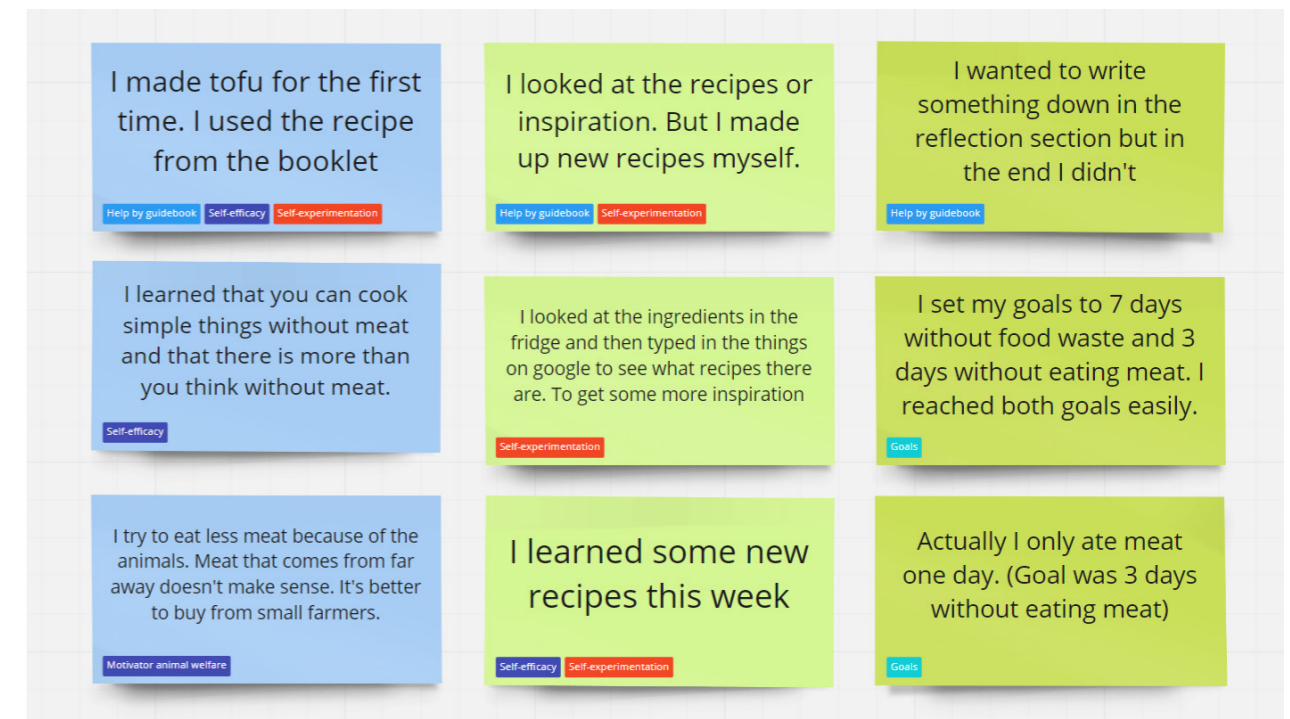 I made tofu for the first
time. I used the recipe
from the booklet
Help by guidebook Self-efficacy Self-experimentation
I looked at the recipes or
inspiration. But I made
up new recipes myself.
Help by guidebook Self-experimentation
I wanted to write
something down in the
reflection section but in
the end I didn't
Help by guidebook
I learned that you can cook
simple things without meat
and that there is more than
you think without meat.
Self-efficacy
I looked at the ingredients in the
fridge and then typed in the things
on google to see what recipes there
are. To get some more inspiration
Self-experimentation
I set my goals to 7 days
without food waste and 3
days without eating meat. I
reached both goals easily.
Goals
I try to eat less meat because of the
animals. Meat that comes from far
away doesn't make sense. It's better
to buy from small farmers.
Motivator animal welfare
I learned some new
recipes this week
Self-efficacy Self-experimentation
Actually I only ate meat
one day. (Goal was 3 days
without eating meat)
Goals